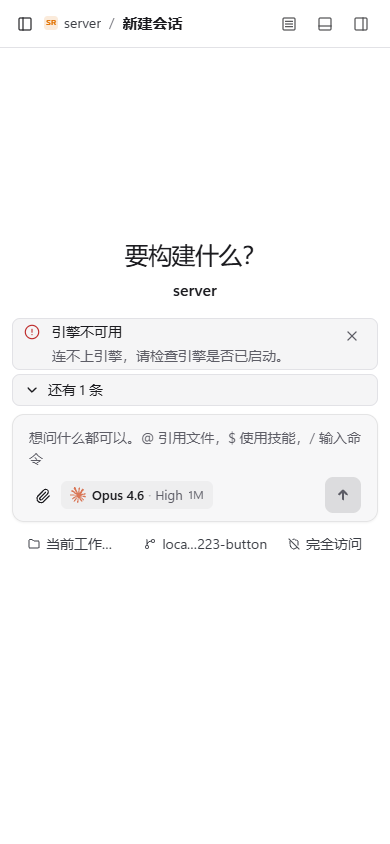 SR server / 新建会话
要构建什么？
server
引擎不可用
连不上引擎，请检查引擎是否已启动。
还有 1 条
想问什么都可以。@ 引用文件，$ 使用技能，/ 输入命
令
Opus 4.6 · High 1M
当前工作... loca...223-button 完全访问